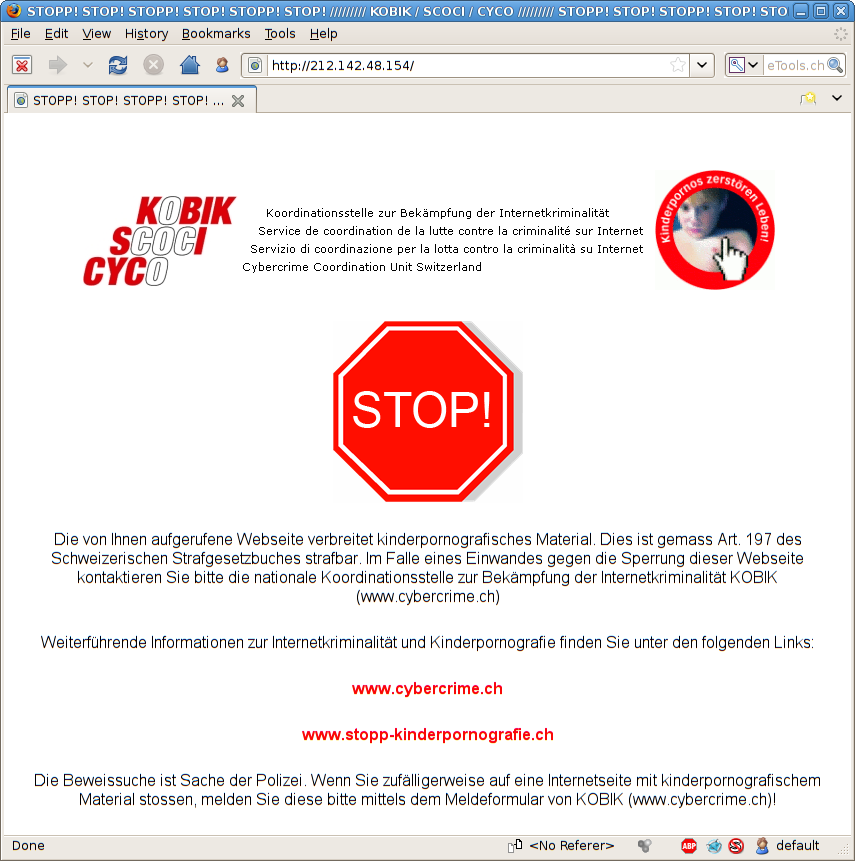 STOPP! STOP! STOPP! STOP! STOPP! STOP! ///////// KOBIK / SCOCI / CYCO ///////// STOPP! STOP! STOPP! STOP! STO
File Edit View History Bookmarks Tools Help
http://212.142.48.154/ eTools.ch
STOPP! STOP! STOPP! STOP! ...
KOBIK
SCOCI
CYCO
Koordinationsstelle zur Bekämpfung der Internetkriminalität
Service de coordination de la lutte contre la criminalité sur Internet
Servizio di coordinazione per la lotta contro la criminalità su Internet
Cybercrime Coordination Unit Switzerland
Kinderpornos zerstören Leben!
STOP!
Die von Ihnen aufgerufene Webseite verbreitet kinderpornografisches Material. Dies ist gemass Art. 197 des
Schweizerischen Strafgesetzbuches strafbar. Im Falle eines Einwandes gegen die Sperrung dieser Webseite
kontaktieren Sie bitte die nationale Koordinationsstelle zur Bekämpfung der Internetkriminalität KOBIK
(www.cybercrime.ch)
Weiterführende Informationen zur Internetkriminalität und Kinderpornografie finden Sie unter den folgenden Links:
www.cybercrime.ch
www.stopp-kinderpornografie.ch
Die Beweissuche ist Sache der Polizei. Wenn Sie zufälligerweise auf eine Internetseite mit kinderpornografischem
Material stossen, melden Sie diese bitte mittels dem Meldeformular von KOBIK (www.cybercrime.ch)!
Done <No Referer> ABP default